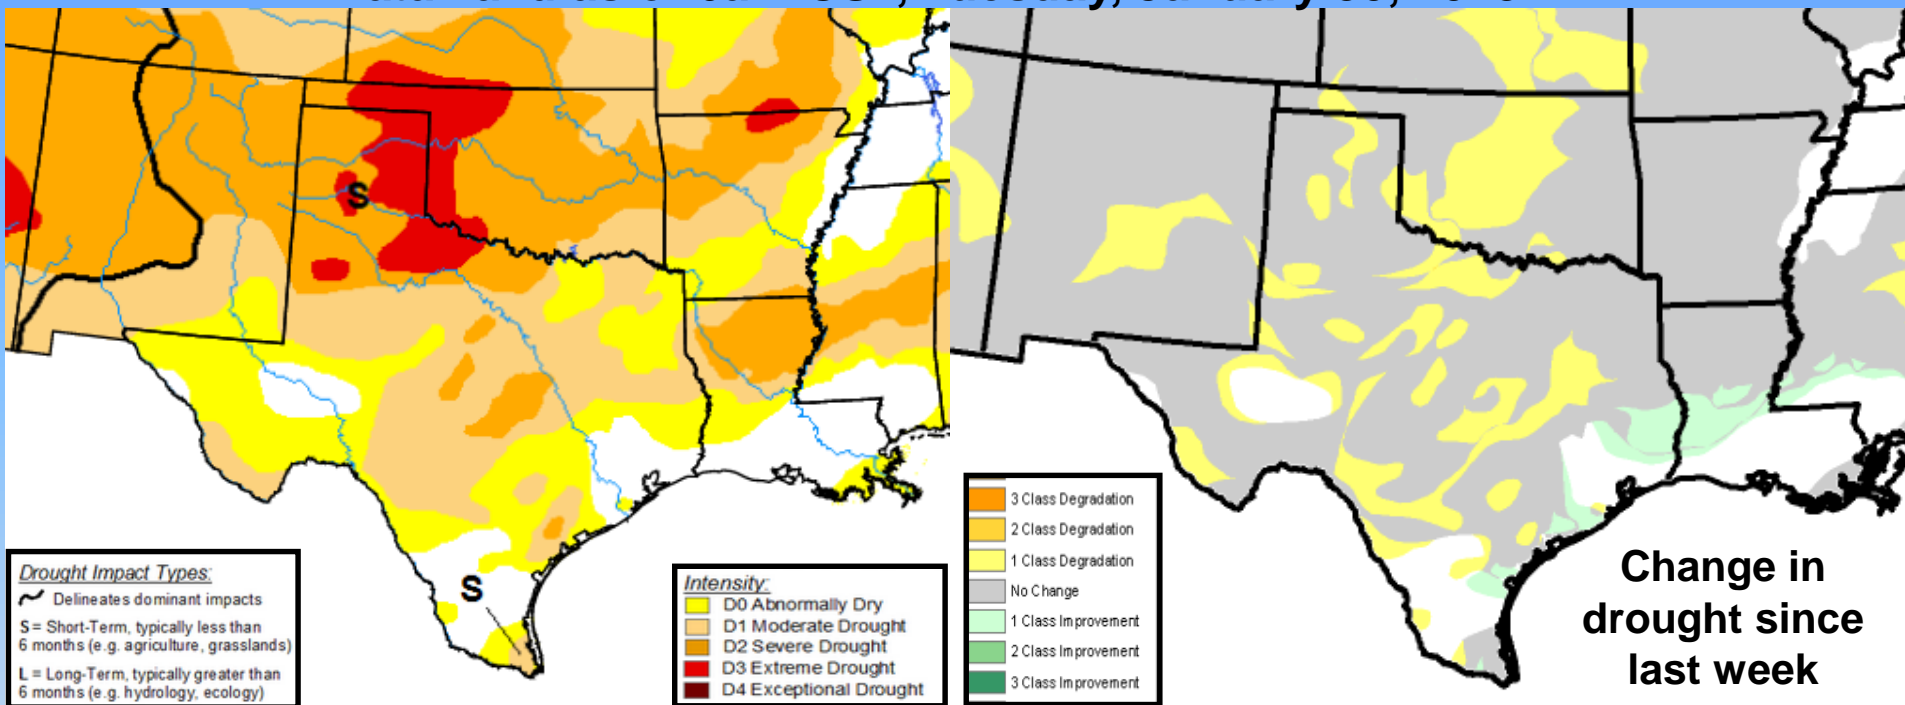 S
S
Drought Impact Types:
Delineates dominant impacts
S = Short-Term, typically less than
6 months (e.g. agriculture, grasslands)
L = Long-Term, typically greater than
6 months (e.g. hydrology, ecology)
Intensity:
D0 Abnormally Dry
D1 Moderate Drought
D2 Severe Drought
D3 Extreme Drought
D4 Exceptional Drought
3 Class Degradation
2 Class Degradation
1 Class Degradation
No Change
1 Class Improvement
2 Class Improvement
3 Class Improvement
Change in
drought since
last week